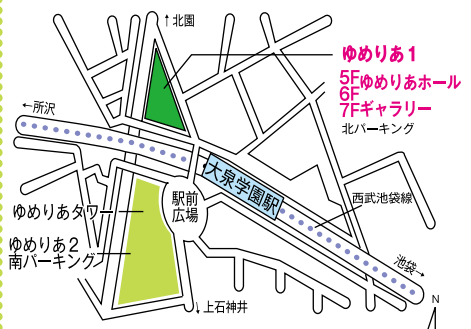 ↑北園
ゆめりあ1
5Fゆめりあホール
6F
7Fギャラリー
北パーキング
←所沢
大泉学園駅
駅前
広場
西武池袋線
ゆめりあタワー
ゆめりあ2
南パーキング
池袋→
↓上石神井
N